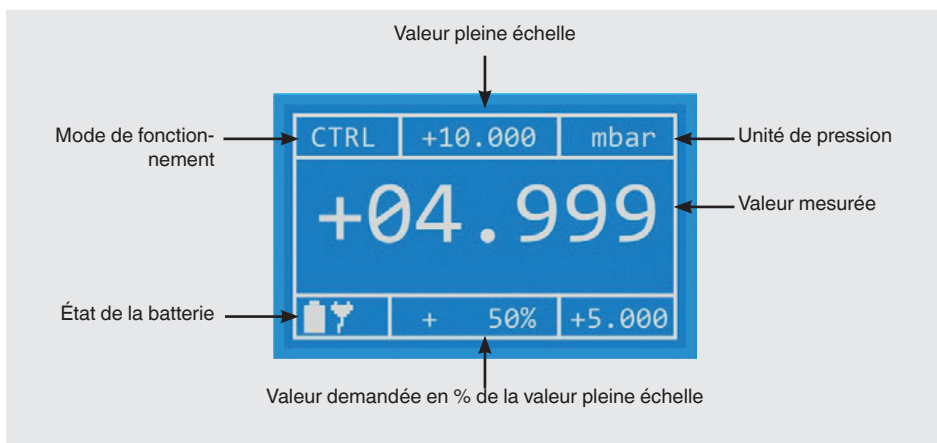 Valeur pleine échelle
Mode de fonction-
nement
CTRL +10.000 mbar
Unité de pression
+04.999
Valeur mesurée
État de la batterie
+ 50% +5.000
Valeur demandée en % de la valeur pleine échelle